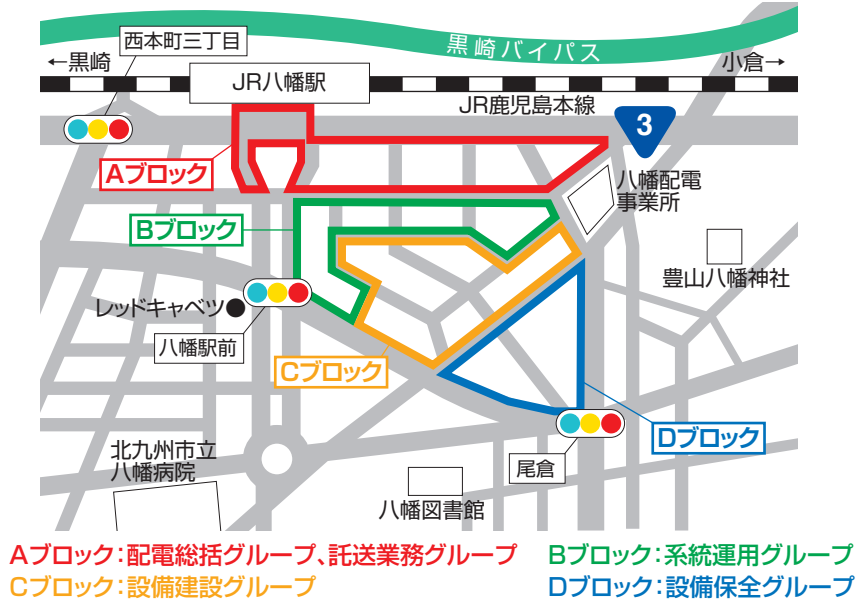 黒崎バイパス
西本町三丁目
←黒崎
小倉→
JR八幡駅
JR鹿児島本線
3
Aブロック
八幡配電
事業所
Bブロック
豊山八幡神社
レッドキャベツ
八幡駅前
Cブロック
Dブロック
北九州市立
八幡病院
尾倉
八幡図書館
Aブロック：配電総括グループ、託送業務グループ
Bブロック：系統運用グループ
Cブロック：設備建設グループ
Dブロック：設備保全グループ